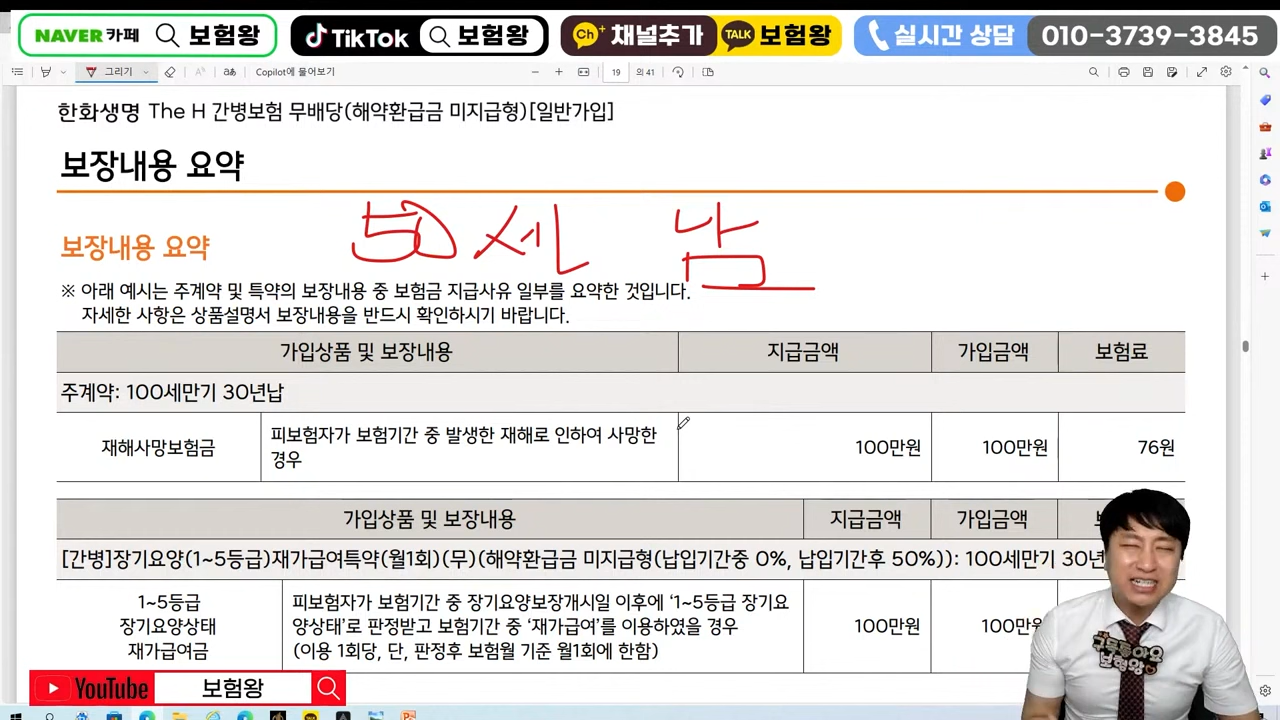 NAVER 카페 보험왕
TikTok 보험왕
Ch+ 채널추가 TALK 보험왕
실시간 상담 010-3739-3845
그리기 aあ Copilot에 물어보기 19 의 41
한화생명 The H 간병보험 무배당(해약환급금 미지급형)[일반가입]
보장내용 요약
50세 남
보장내용 요약
※ 아래 예시는 주계약 및 특약의 보장내용 중 보험금 지급사유 일부를 요약한 것입니다.
자세한 사항은 상품설명서 보장내용을 반드시 확인하시기 바랍니다.
가입상품 및 보장내용 지급금액 가입금액 보험료
주계약: 100세만기 30년납
재해사망보험금 피보험자가 보험기간 중 발생한 재해로 인하여 사망한
경우 100만원 100만원 76원
가입상품 및 보장내용 지급금액 가입금액
[간병]장기요양(1~5등급)재가급여특약(월1회)(무)(해약환급금 미지급형(납입기간중 0%, 납입기간후 50%)): 100세만기 30년
1~5등급
장기요양상태
재가급여금
피보험자가 보험기간 중 장기요양보장개시일 이후에 '1~5등급 장기요
양상태'로 판정받고 보험기간 중 '재가급여'를 이용하였을 경우
(이용 1회당, 단, 판정후 보험월 기준 월1회에 한함)
100만원 100만원
구독좋아요
보험왕
YouTube 보험왕